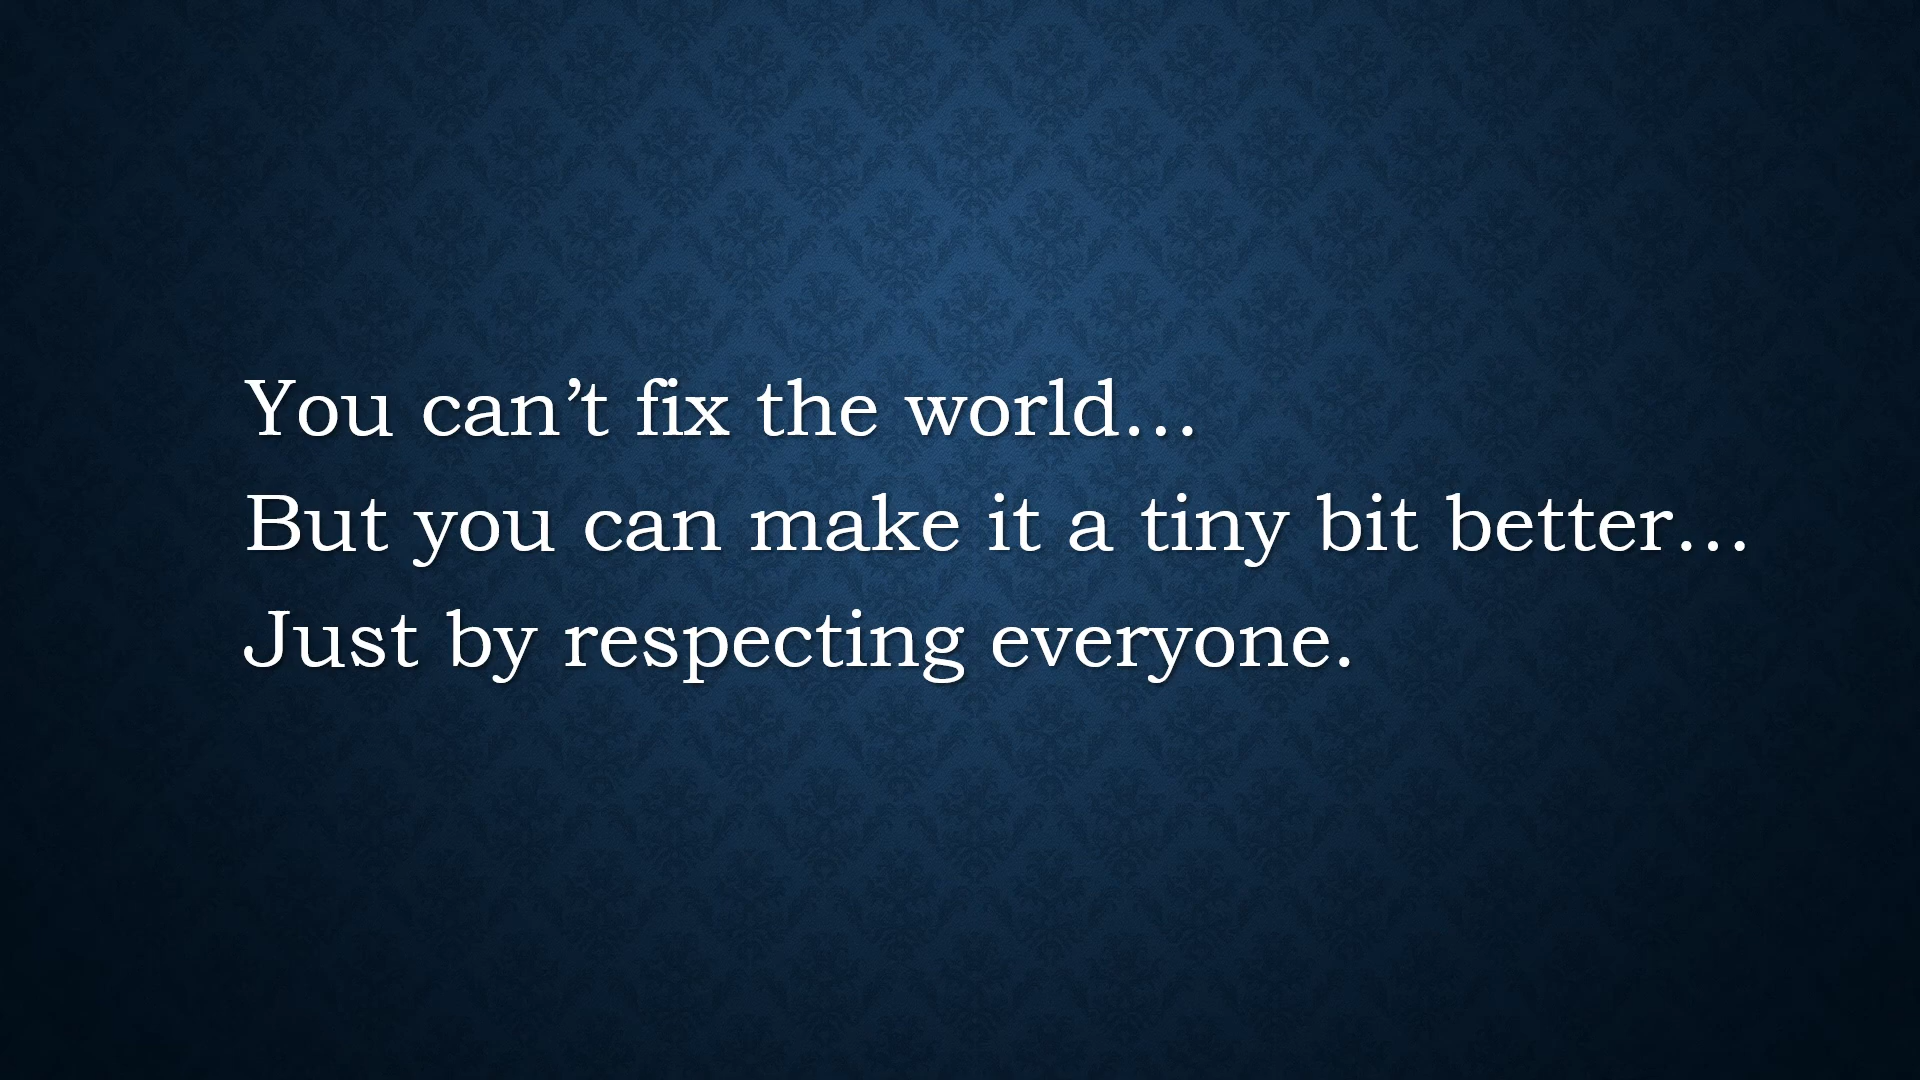 You can’t fix the world…
But you can make it a tiny bit better…
Just by respecting everyone.